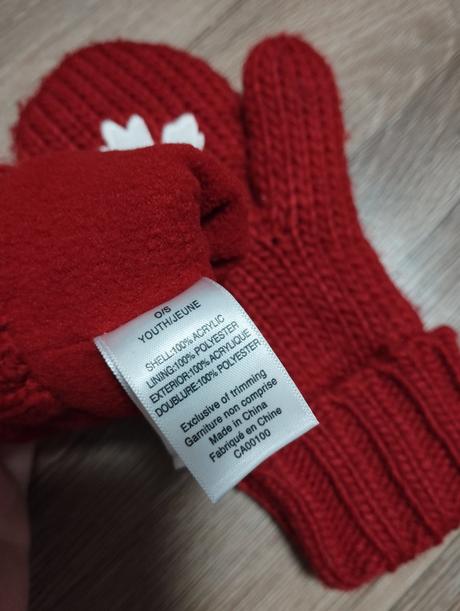 O/S
YOUTH/JEUNE
SHELL:100% ACRYLIC
LINING:100% POLYESTER
EXTERIOR:100% ACRYLIQUE
DOUBLURE:100% POLYESTER
Exclusive of trimming
Garniture non comprise
Made in China
Fabriqué en Chine
CA00100